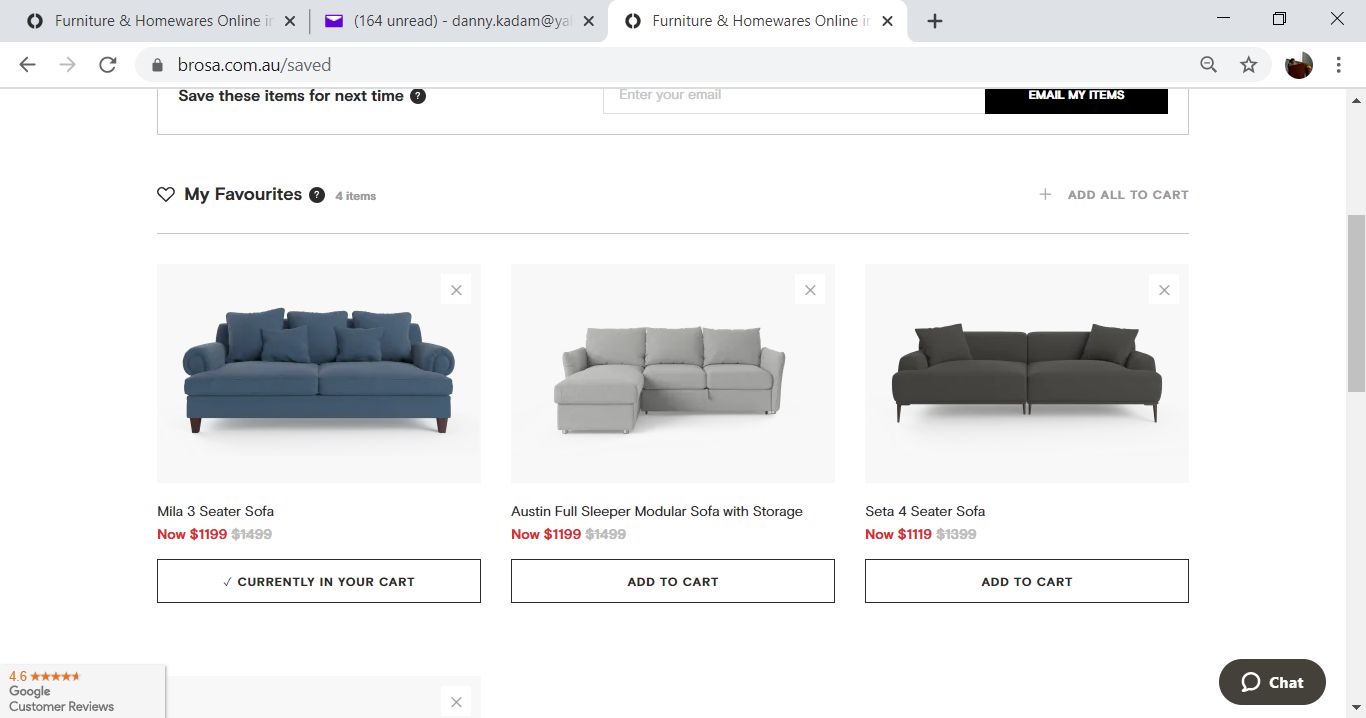 Furniture & Homewares Online in
(164 unread) - danny.kadam@ya
Furniture & Homewares Online in
brosa.com.au/saved
Save these items for next time ?
Enter your email
EMAIL MY ITEMS
My Favourites ? 4 items
+ ADD ALL TO CART
Mila 3 Seater Sofa
Now $1199 $1499
✓ CURRENTLY IN YOUR CART
Austin Full Sleeper Modular Sofa with Storage
Now $1199 $1499
ADD TO CART
Seta 4 Seater Sofa
Now $1119 $1399
ADD TO CART
4.6 ★★★★★
Google
Customer Reviews
Chat